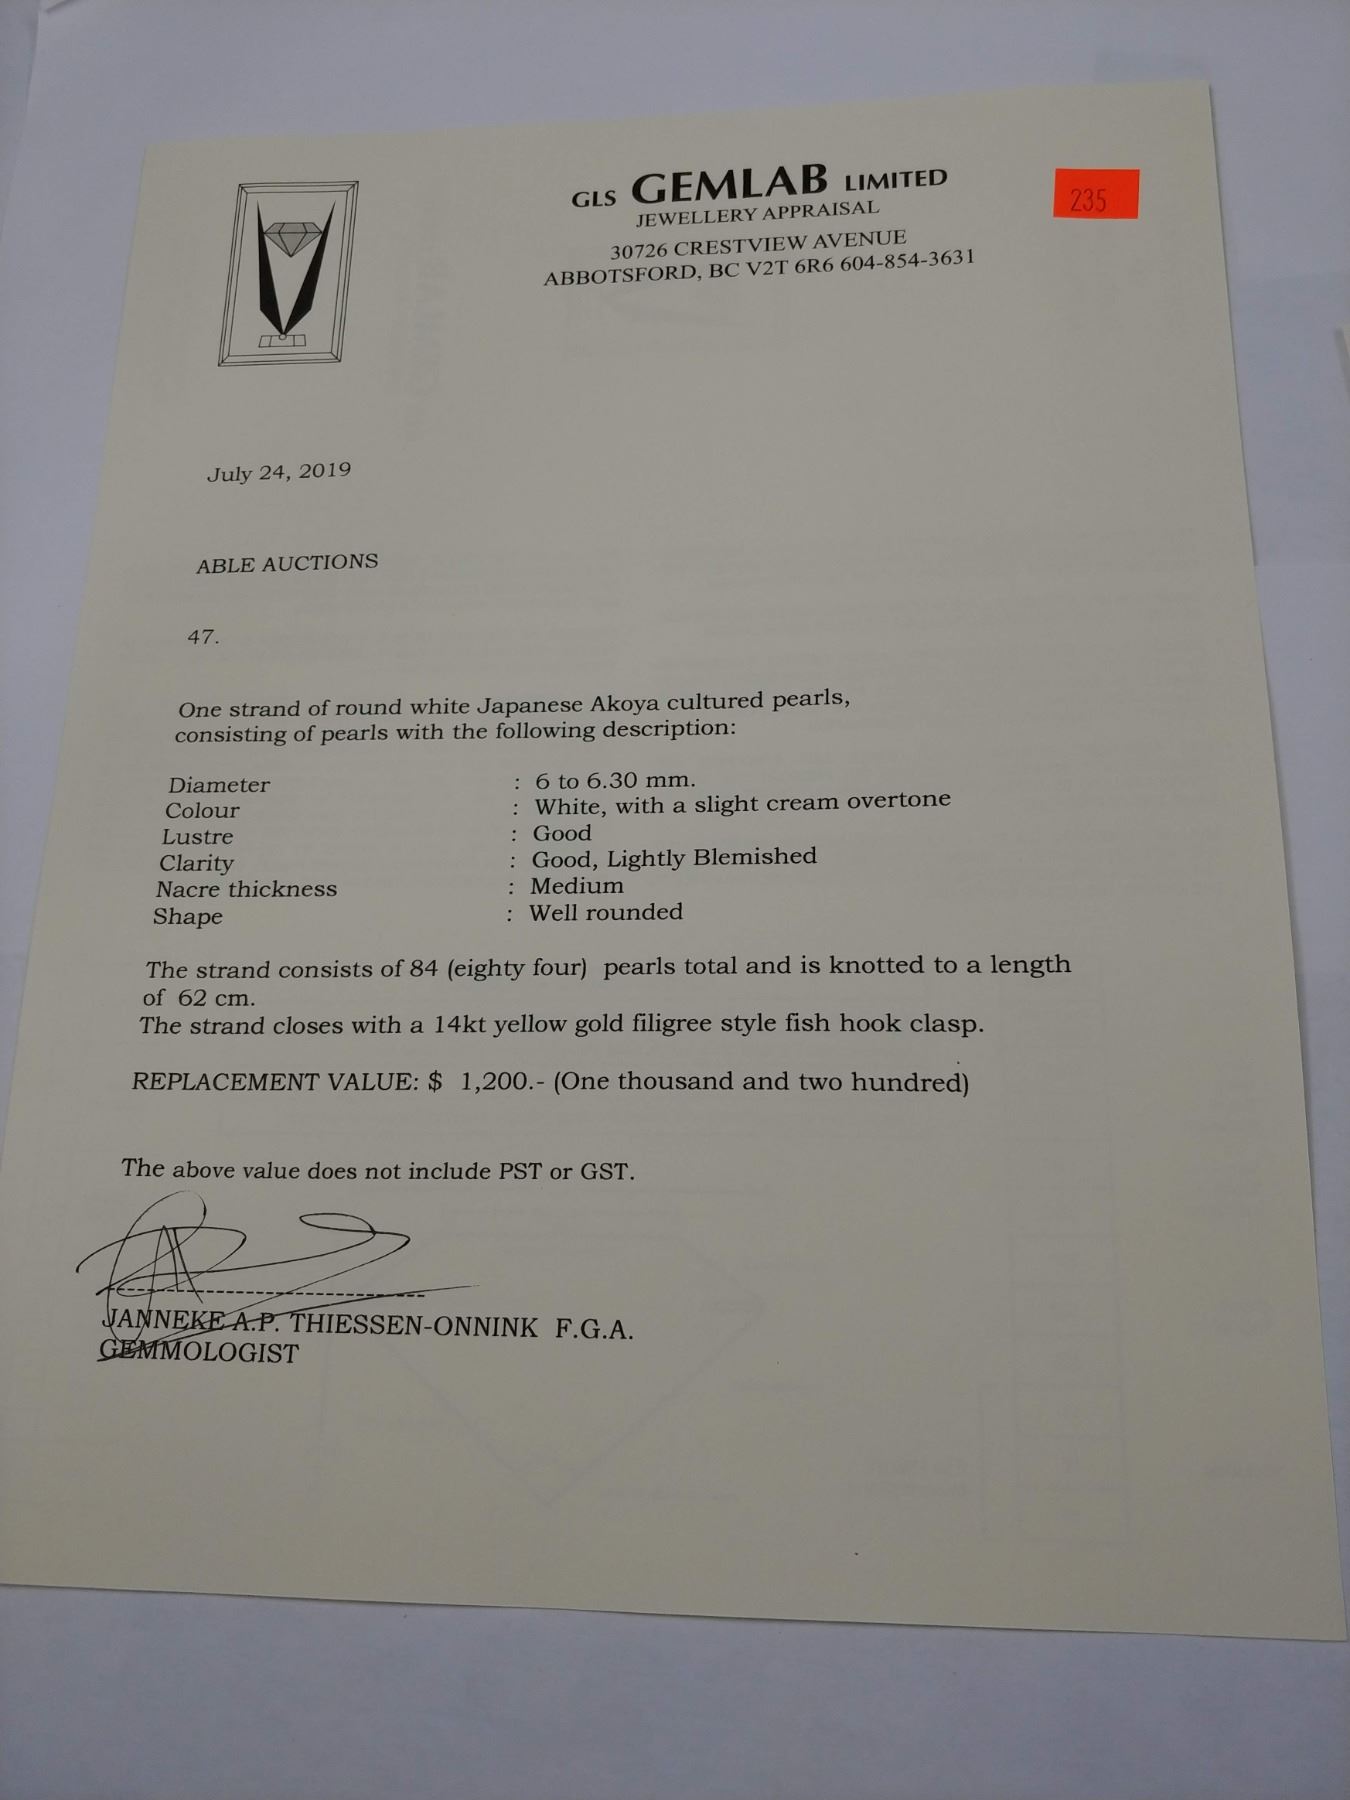 GLS GEMLAB LIMITED
JEWELLERY APPRAISAL
30726 CRESTVIEW AVENUE
ABBOTSFORD, BC V2T 6R6 604-854-3631
235
July 24, 2019
ABLE AUCTIONS
47.
One strand of round white Japanese Akoya cultured pearls,
consisting of pearls with the following description:
Diameter : 6 to 6.30 mm.
Colour : White, with a slight cream overtone
Lustre : Good
Clarity : Good, Lightly Blemished
Nacre thickness : Medium
Shape : Well rounded
The strand consists of 84 (eighty four) pearls total and is knotted to a length
of 62 cm.
The strand closes with a 14kt yellow gold filigree style fish hook clasp.
REPLACEMENT VALUE: $ 1,200.- (One thousand and two hundred)
The above value does not include PST or GST.
JANNEKE A.P. THIESSEN-ONNINK F.G.A.
GEMMOLOGIST